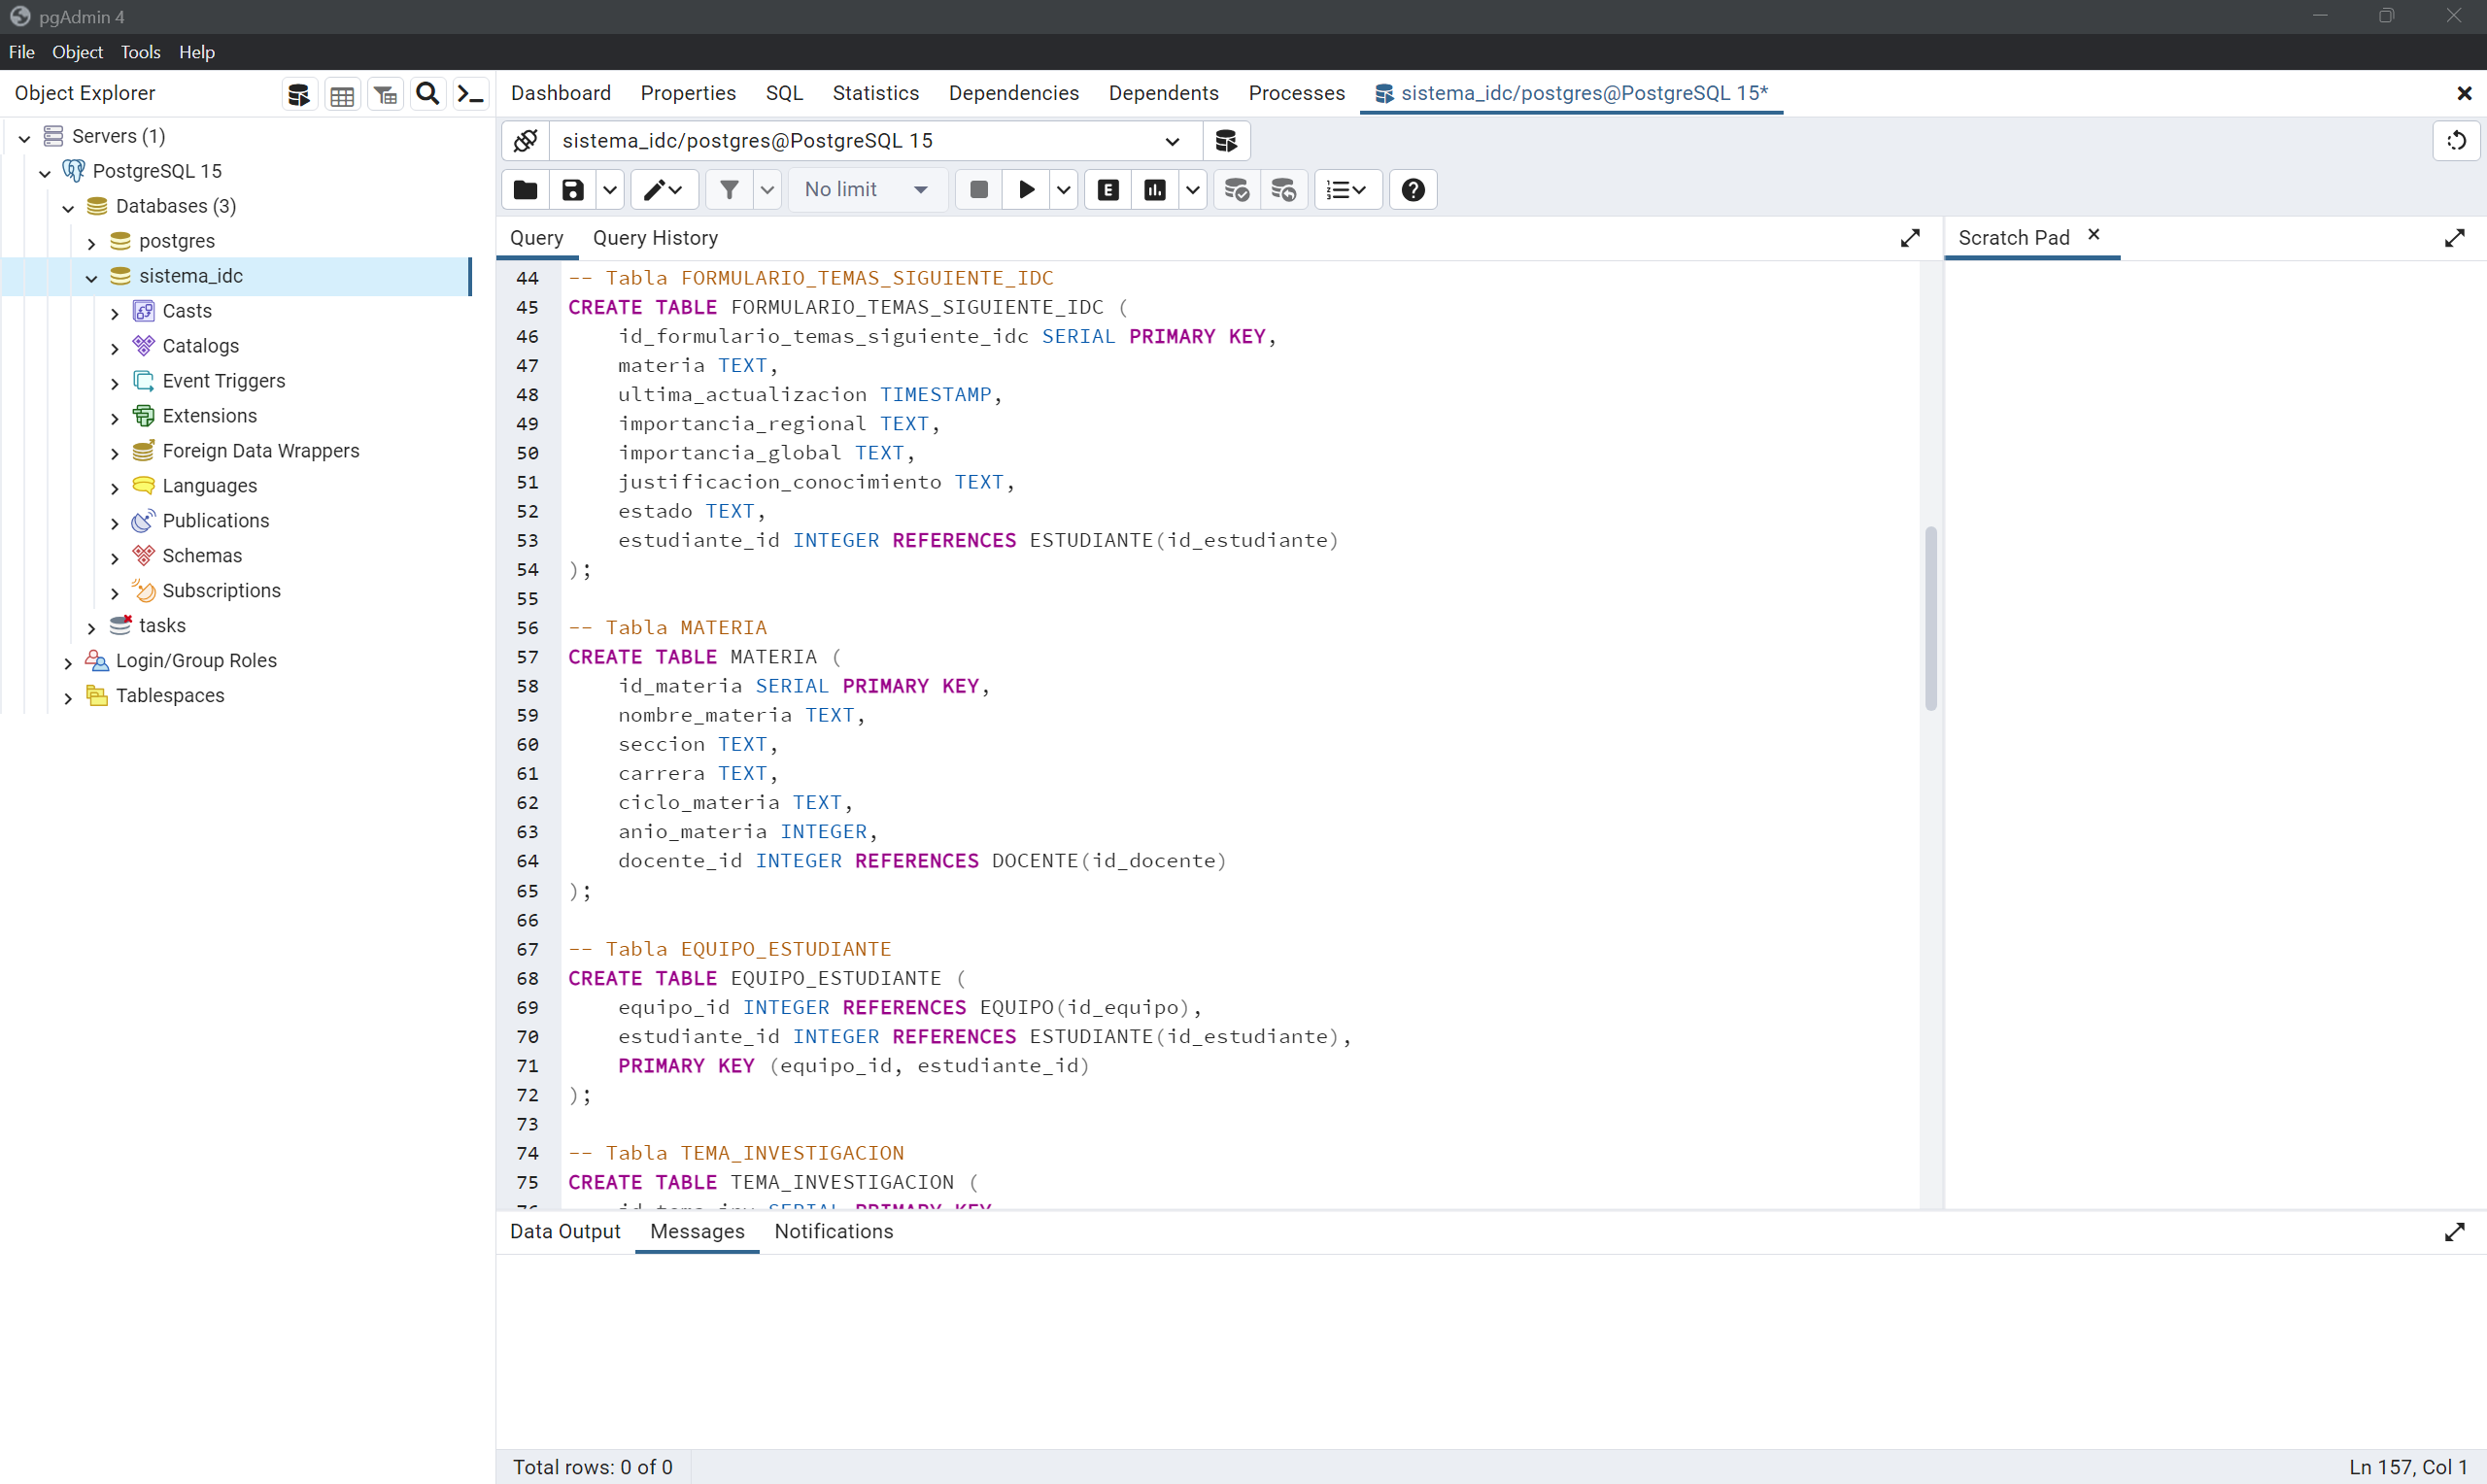 pgAdmin 4
File Object Tools Help
Object Explorer
Dashboard Properties SQL Statistics Dependencies Dependents Processes sistema_idc/postgres@PostgreSQL 15*
Servers (1)
PostgreSQL 15
Databases (3)
postgres
sistema_idc
Casts
Catalogs
Event Triggers
Extensions
Foreign Data Wrappers
Languages
Publications
Schemas
Subscriptions
tasks
Login/Group Roles
Tablespaces
sistema_idc/postgres@PostgreSQL 15
No limit
E
Query Query History
Scratch Pad
44 -- Tabla FORMULARIO_TEMAS_SIGUIENTE_IDC
45 CREATE TABLE FORMULARIO_TEMAS_SIGUIENTE_IDC (
46 id_formulario_temas_siguiente_idc SERIAL PRIMARY KEY,
47 materia TEXT,
48 ultima_actualizacion TIMESTAMP,
49 importancia_regional TEXT,
50 importancia_global TEXT,
51 justificacion_conocimiento TEXT,
52 estado TEXT,
53 estudiante_id INTEGER REFERENCES ESTUDIANTE(id_estudiante)
54 );
55
56 -- Tabla MATERIA
57 CREATE TABLE MATERIA (
58 id_materia SERIAL PRIMARY KEY,
59 nombre_materia TEXT,
60 seccion TEXT,
61 carrera TEXT,
62 ciclo_materia TEXT,
63 anio_materia INTEGER,
64 docente_id INTEGER REFERENCES DOCENTE(id_docente)
65 );
66
67 -- Tabla EQUIPO_ESTUDIANTE
68 CREATE TABLE EQUIPO_ESTUDIANTE (
69 equipo_id INTEGER REFERENCES EQUIPO(id_equipo),
70 estudiante_id INTEGER REFERENCES ESTUDIANTE(id_estudiante),
71 PRIMARY KEY (equipo_id, estudiante_id)
72 );
73
74 -- Tabla TEMA_INVESTIGACION
75 CREATE TABLE TEMA_INVESTIGACION (
Data Output Messages Notifications
Total rows: 0 of 0
Ln 157, Col 1